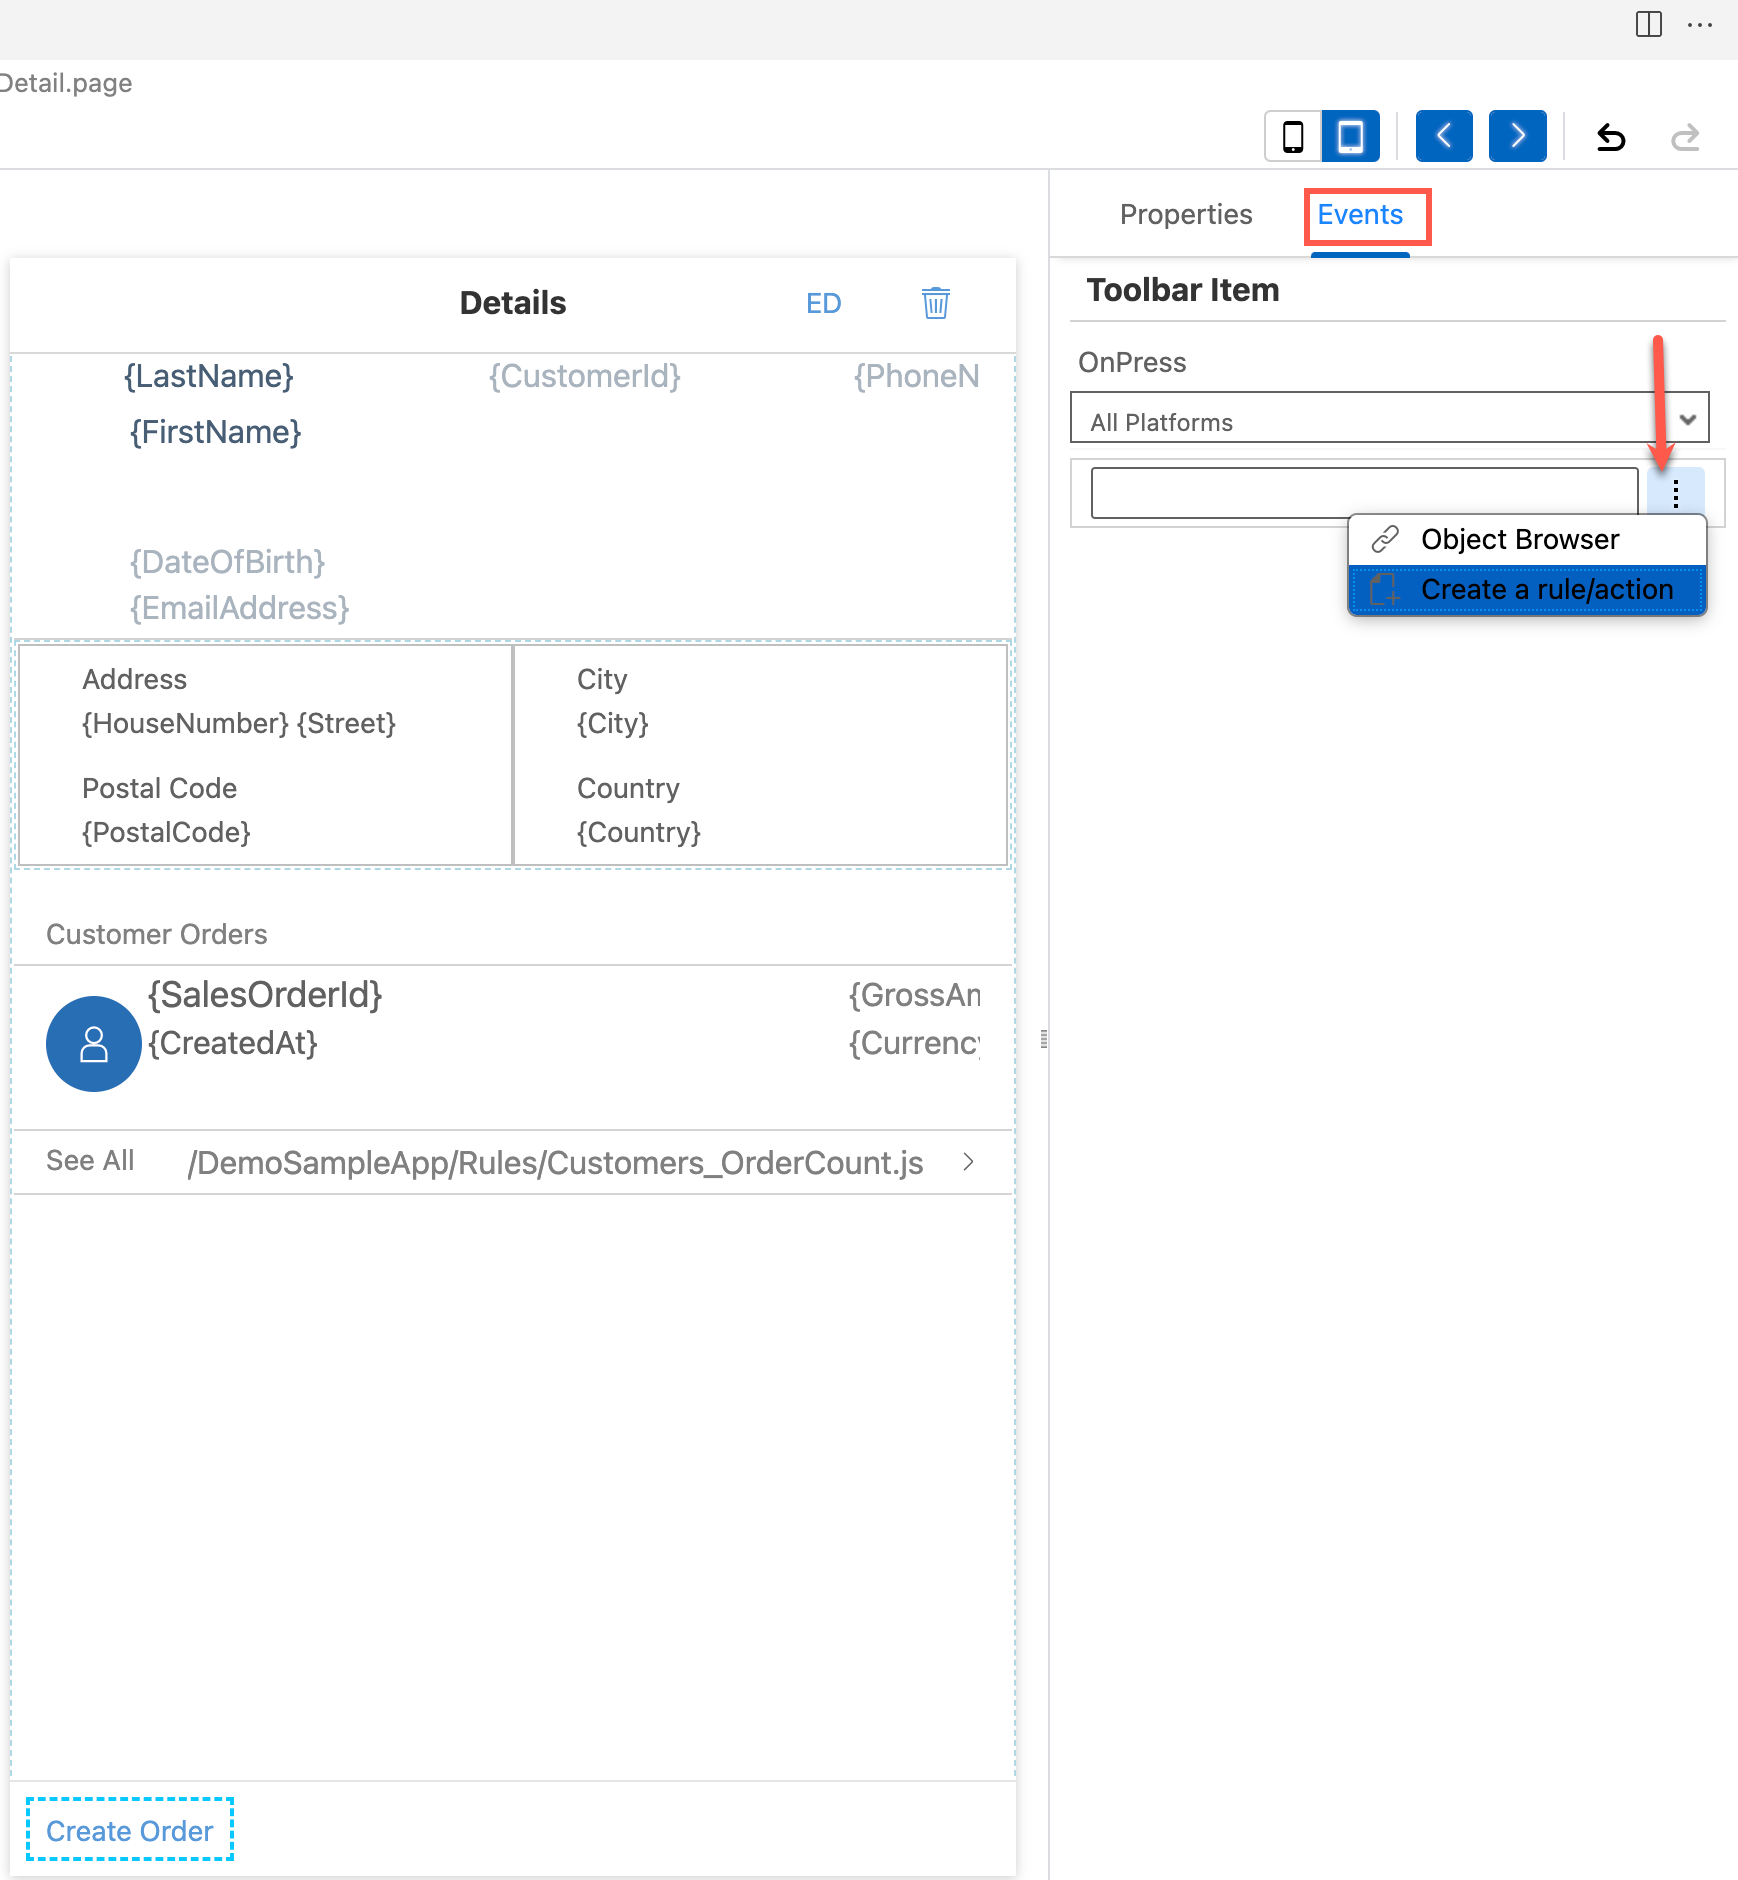 Detail.page
Properties
Events
Toolbar Item
OnPress
All Platforms
Object Browser
Create a rule/action
Details
ED
{LastName}
{CustomerId}
{PhoneN
{FirstName}
{DateOfBirth}
{EmailAddress}
Address
{HouseNumber} {Street}
City
{City}
Postal Code
{PostalCode}
Country
{Country}
Customer Orders
{SalesOrderId}
{GrossAn
{CreatedAt}
{Currency
See All
/DemoSampleApp/Rules/Customers_OrderCount.js
Create Order